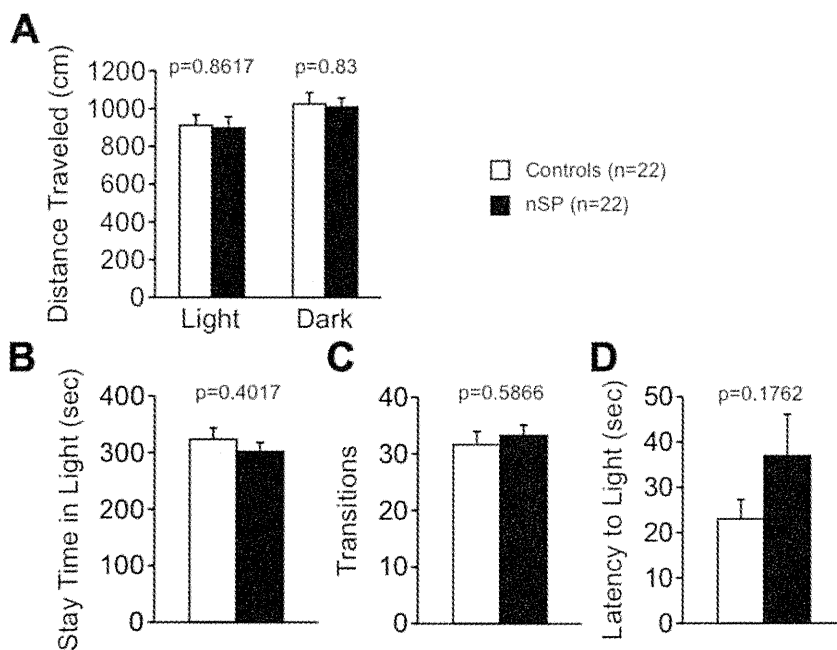 A
Distance Traveled (cm)
1200
1000
800
600
400
200
0
p=0.8617
p=0.83
Light
Dark
Controls (n=22)
nSP (n=22)
B
Stay Time in Light (sec)
400
300
200
100
0
p=0.4017
C
Transitions
40
30
20
10
0
p=0.5866
D
Latency to Light (sec)
50
40
30
20
10
0
p=0.1762